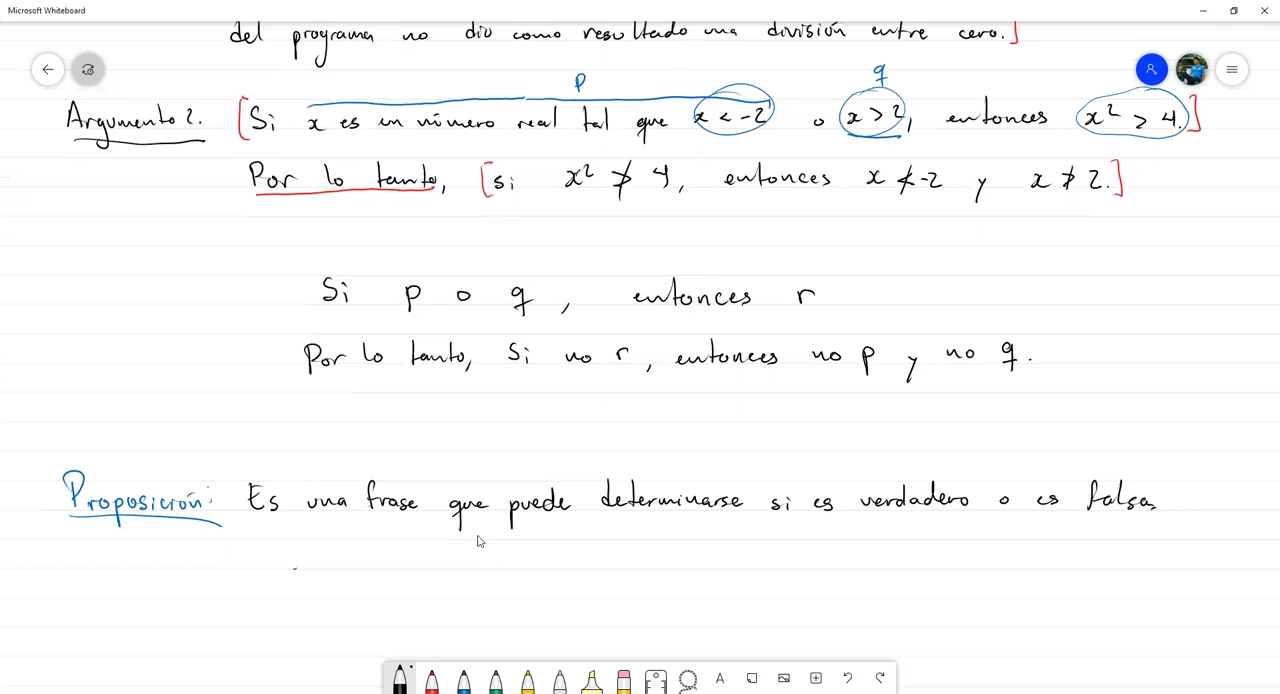 Microsoft Whiteboard
del programa no dio como resultado una división entre cero.]
p q
Argumento 2. [Si x es un número real tal que x < -2 o x > 2, entonces x² > 4.]
Por lo tanto, [si x² ≯ 4, entonces x ≮ -2 y x ≯ 2.]
Si p o q, entonces r
Por lo tanto, Si no r, entonces no p y no q.
Proposición: Es una frase que puede determinarse si es verdadero o es falsa
A